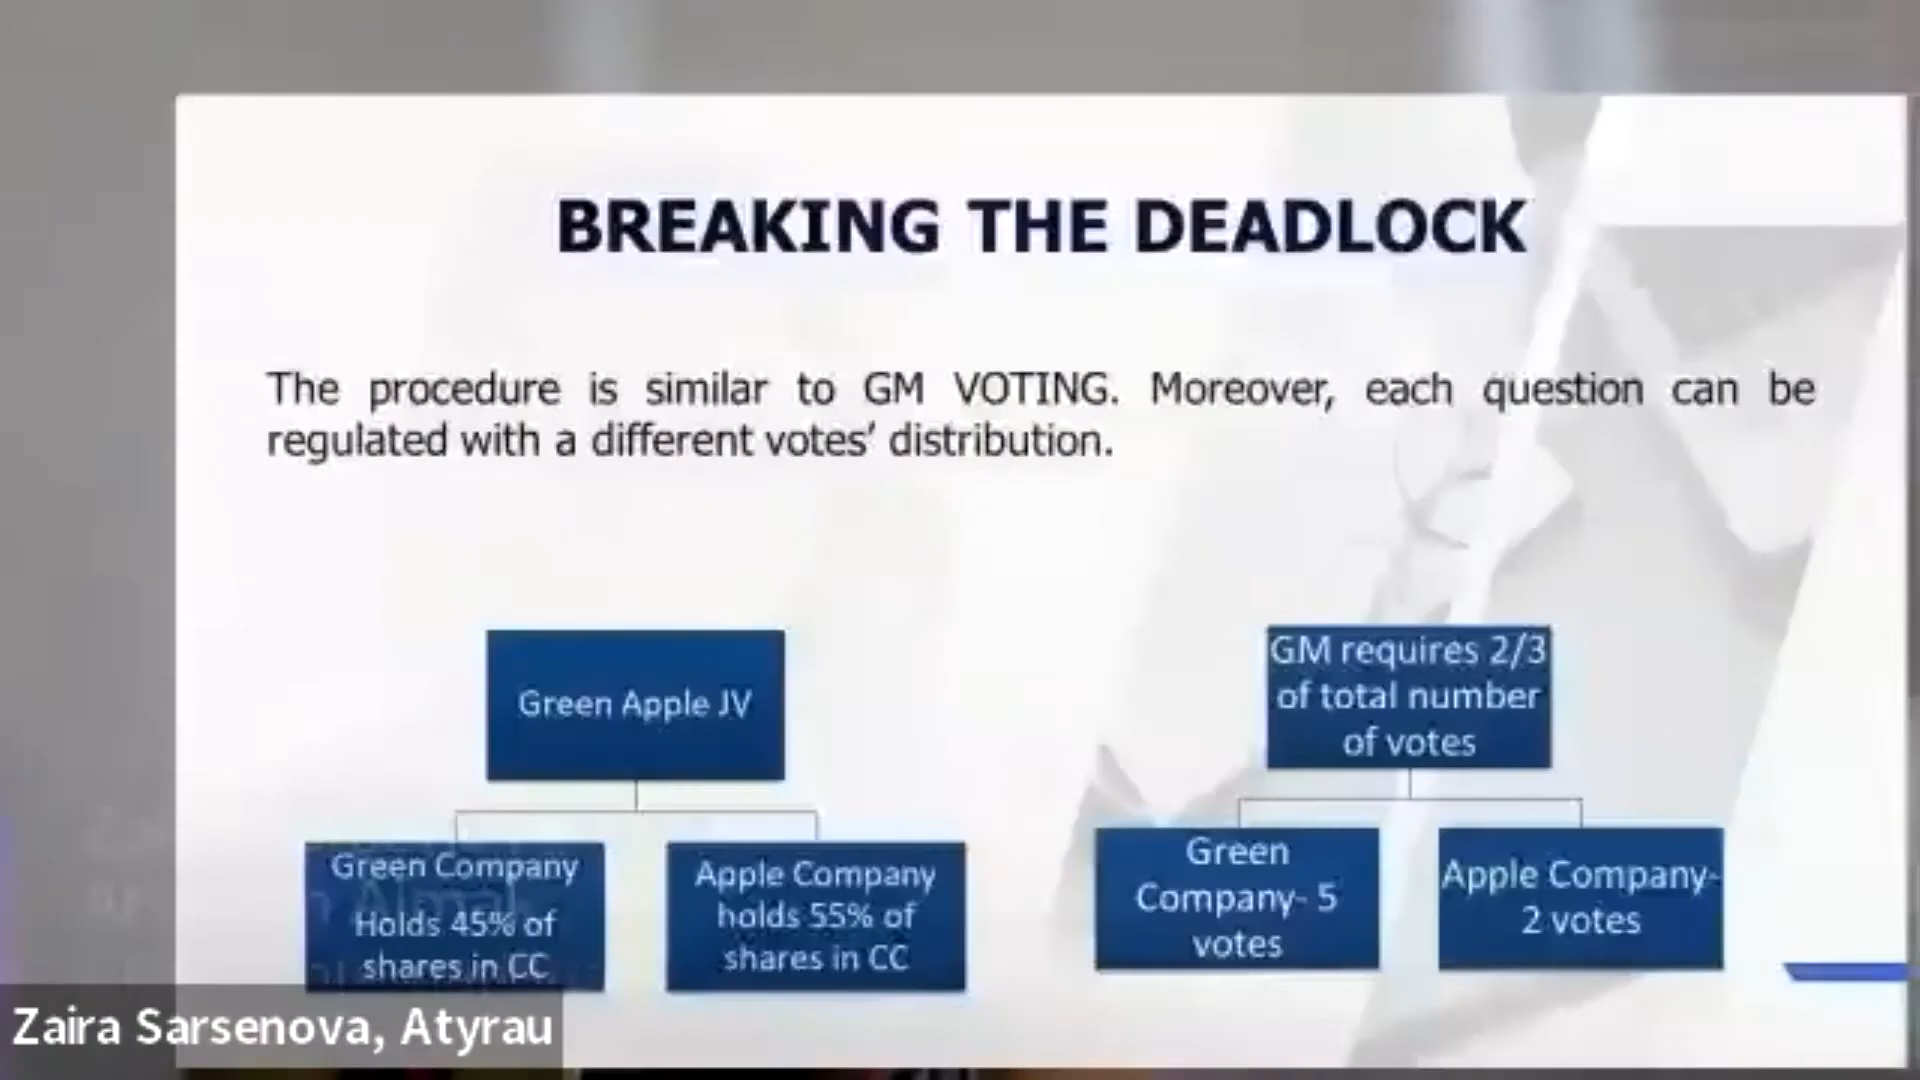 BREAKING THE DEADLOCK
The procedure is similar to GM VOTING. Moreover, each question can be
regulated with a different votes’ distribution.
Green Apple JV
Green Company
Holds 45% of
shares in CC
Apple Company
holds 55% of
shares in CC
GM requires 2/3
of total number
of votes
Green
Company- 5
votes
Apple Company-
2 votes
Zaira Sarsenova, Atyrau